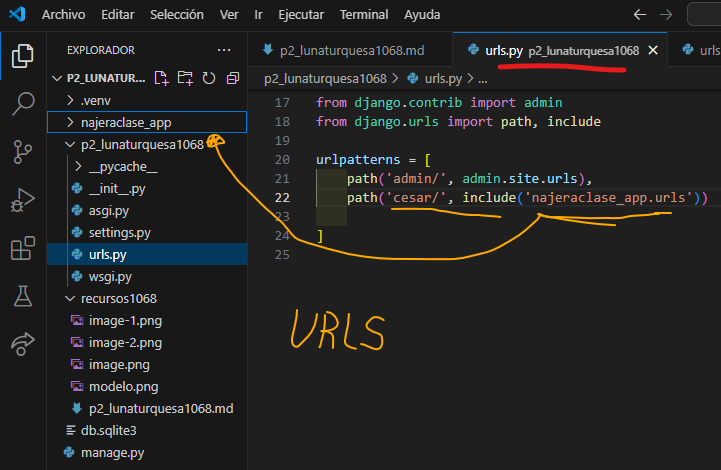 Archivo Editar Selección Ver Ir Ejecutar Terminal Ayuda
EXPLORADOR ...
p2_lunaturquesa1068.md
urls.py p2_lunaturquesa1068
urls
P2_LUNATUR...
p2_lunaturquesa1068 > urls.py > ...
.venv
najeraclase_app
p2_lunaturquesa1068
__pycache__
__init__.py
asgi.py
settings.py
urls.py
wsgi.py
recursos1068
image-1.png
image-2.png
image.png
modelo.png
p2_lunaturquesa1068.md
db.sqlite3
manage.py
17 from django.contrib import admin
18 from django.urls import path, include
19
20 urlpatterns = [
21 path('admin/', admin.site.urls),
22 path('cesar/', include('najeraclase_app.urls'))
23
24 ]
25
URLS